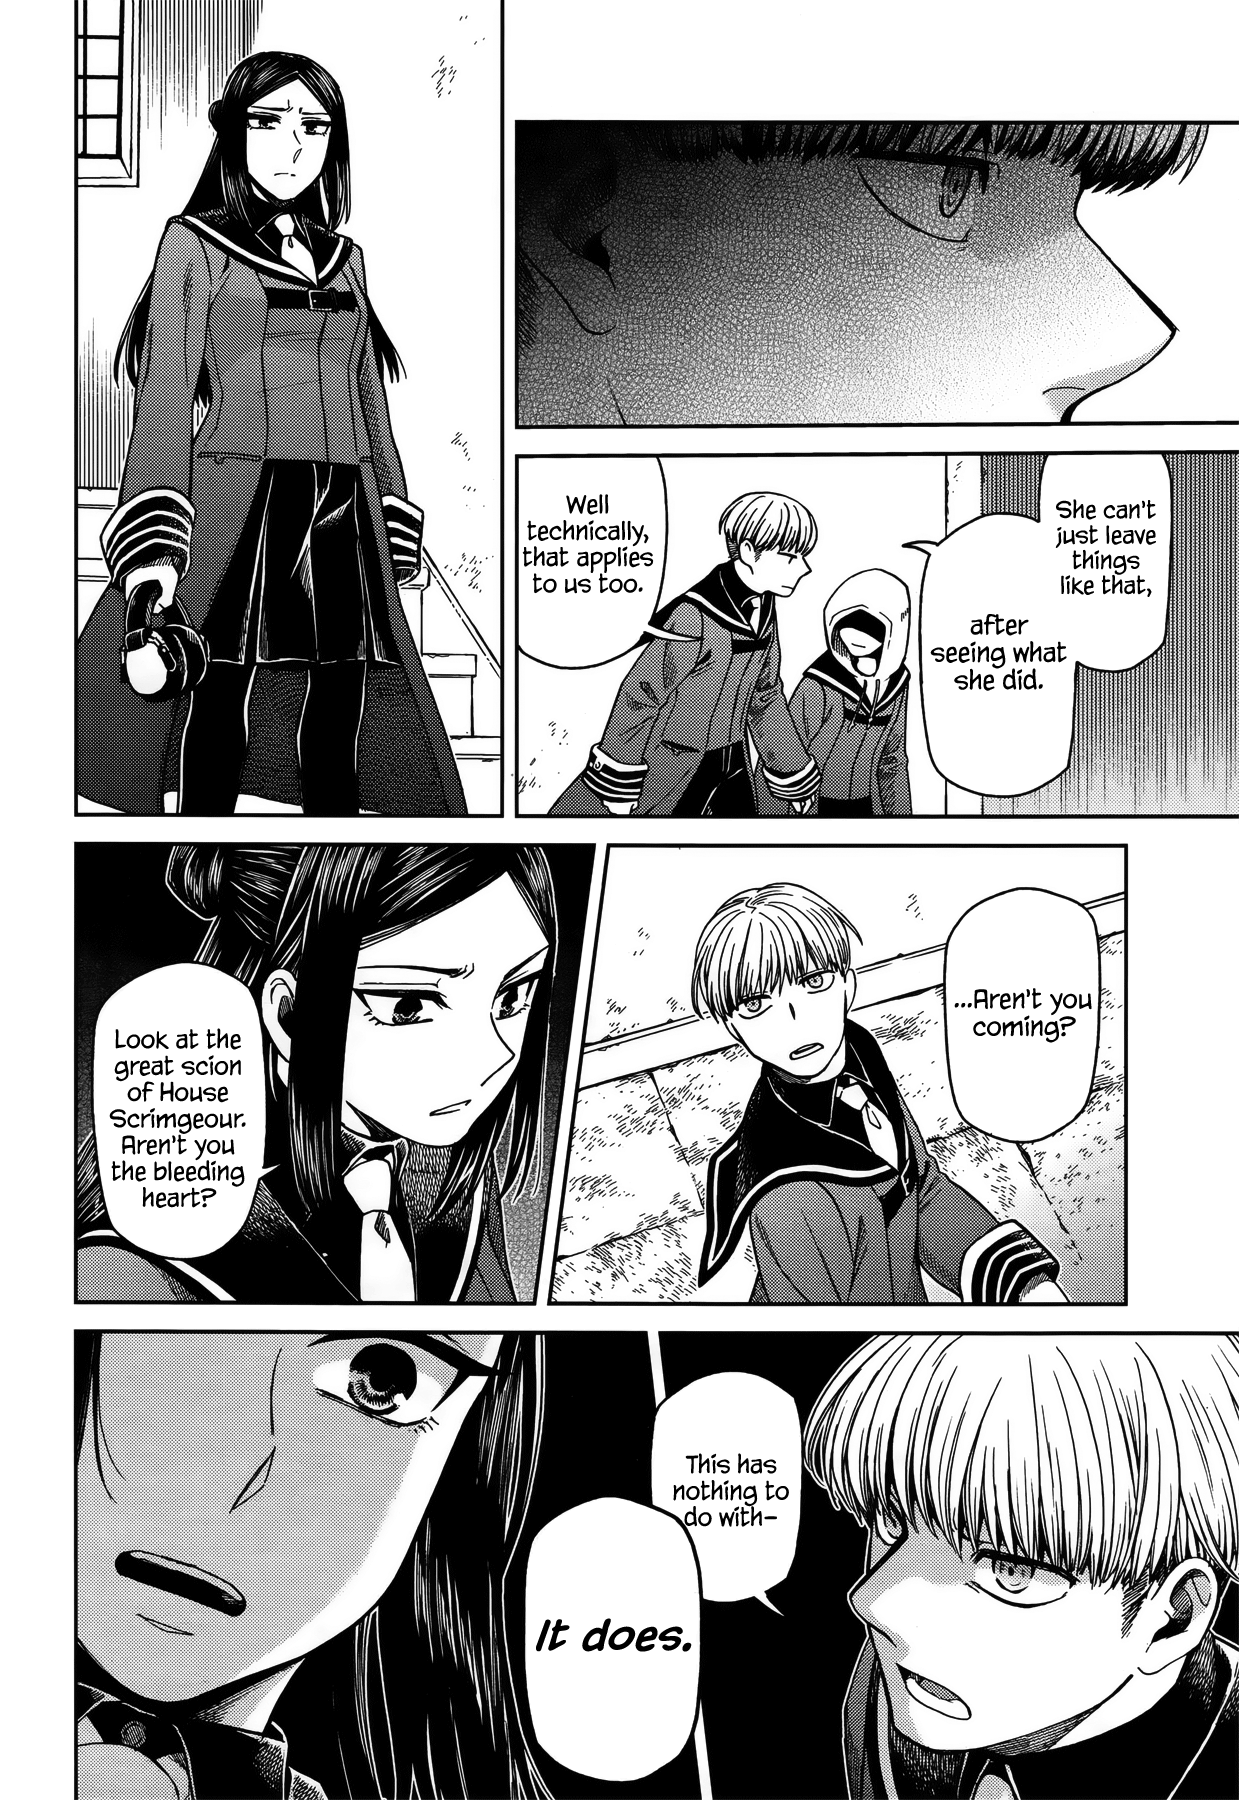 She can't
just leave
things
like that,
after
seeing what
she did.
Well
technically,
that applies
to us too.
...Aren't you
coming?
Look at the
great scion
of House
Scrimgeour.
Aren't you
the bleeding
heart?
This has
nothing to
do with-
It does.